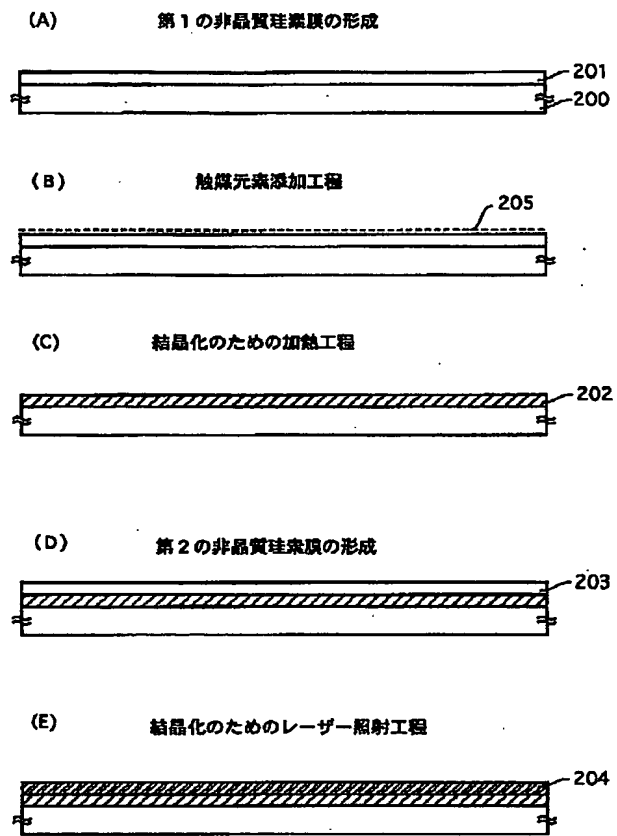 (A) 第１の非晶質珪素膜の形成
201
200
(B) 触媒元素添加工程
205
(C) 結晶化のための加熱工程
202
(D) 第２の非晶質珪素膜の形成
203
(E) 結晶化のためのレーザー照射工程
204